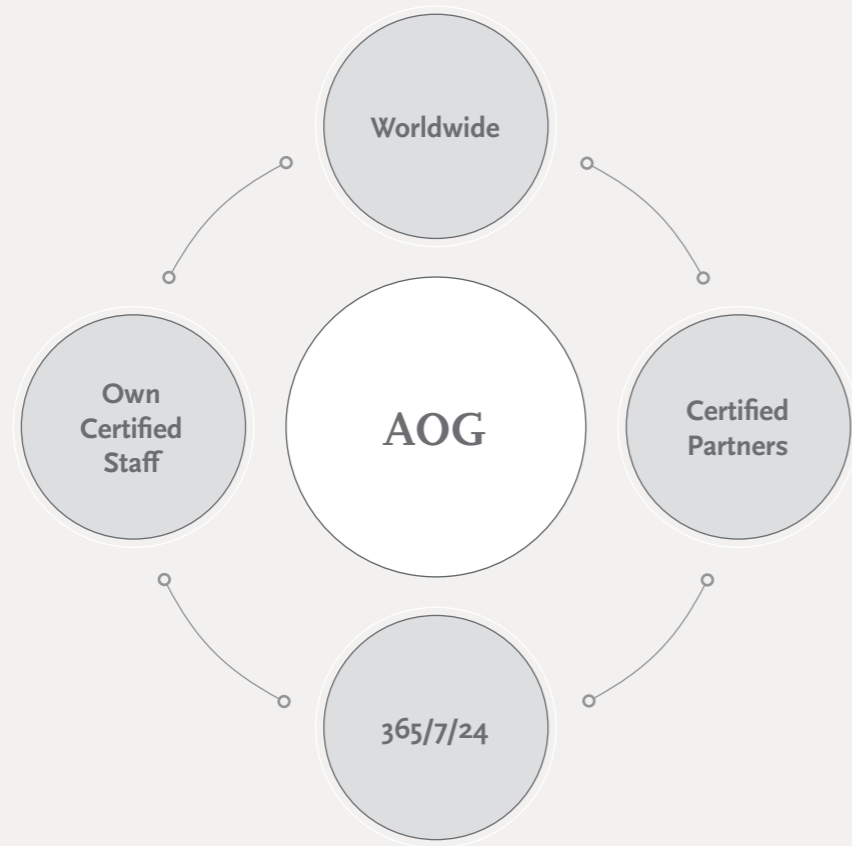 Worldwide
Own
Certified
Staff
AOG
Certified
Partners
365/7/24